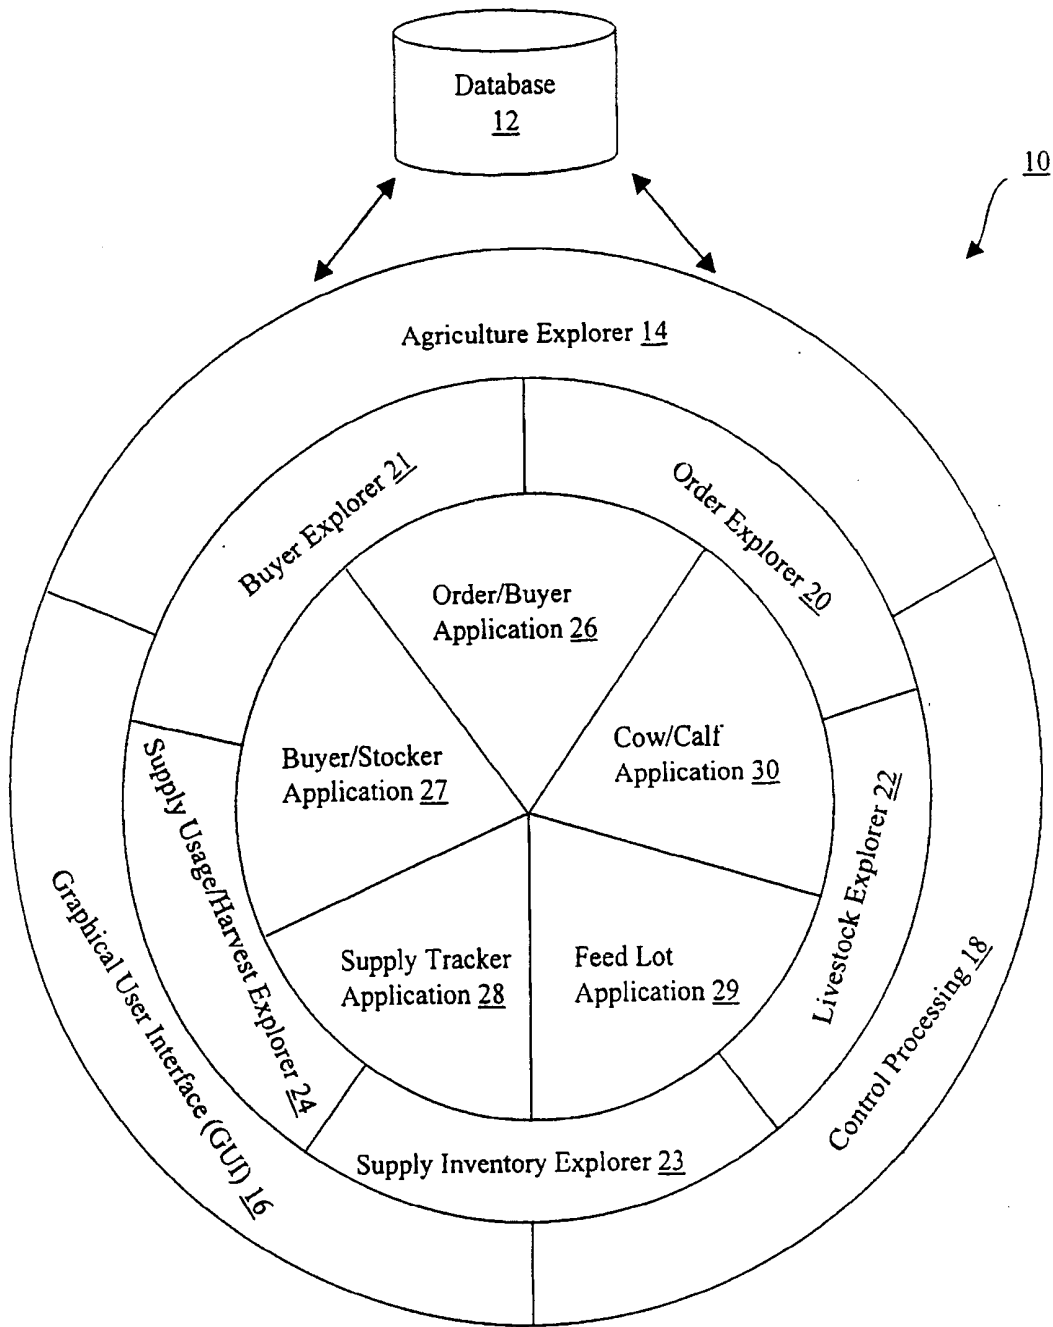 Database
12
10
Agriculture Explorer 14
Buyer Explorer 21
Order Explorer 20
Order/Buyer
Application 26
Buyer/Stocker
Application 27
Cow/Calf
Application 30
Supply Usage/Harvest Explorer 24
Livestock Explorer 22
Graphical User Interface (GUI) 16
Supply Tracker
Application 28
Feed Lot
Application 29
Control Processing 18
Supply Inventory Explorer 23